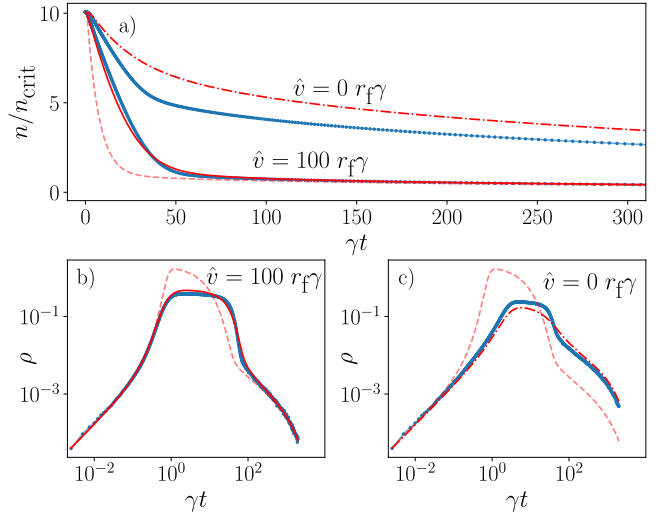 10
5
0
n/n_crit
a)
v̂ = 0 r_f γ
v̂ = 100 r_f γ
0 50 100 150 200 250 300
γt
b)
v̂ = 100 r_f γ
10^−1
10^−3
ρ
10^−2 10^0 10^2
γt
c)
v̂ = 0 r_f γ
10^−1
10^−3
ρ
10^−2 10^0 10^2
γt